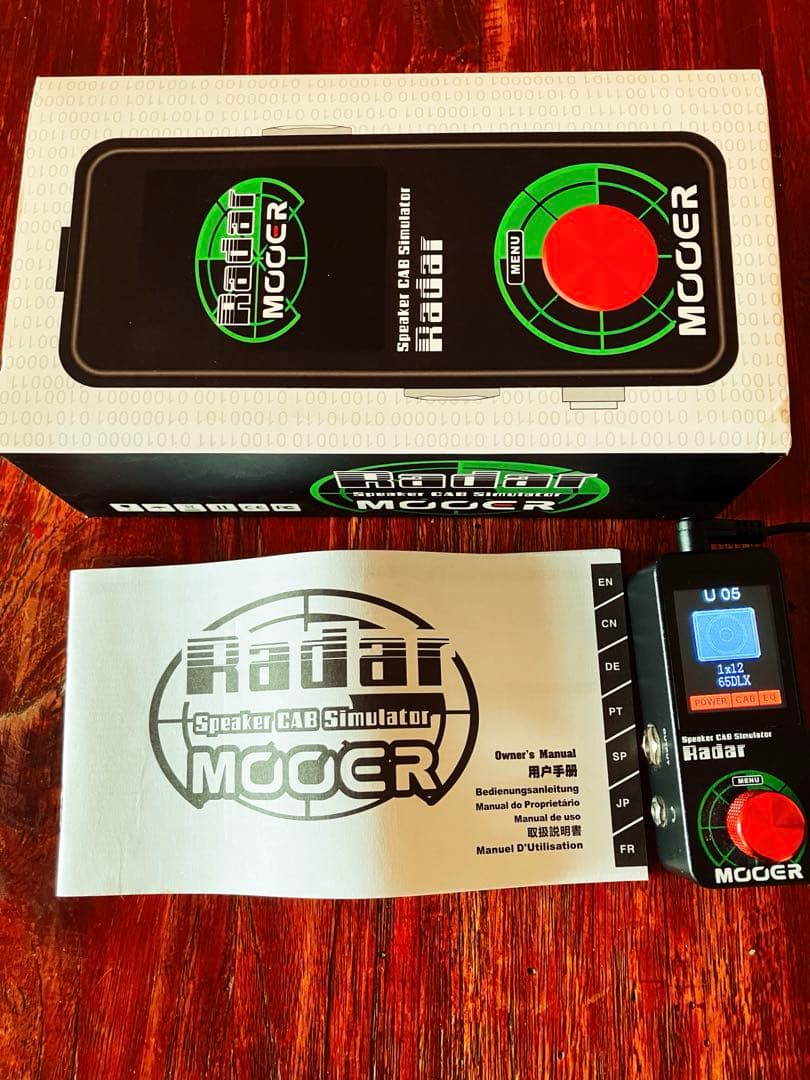 Radar
MOOER
Speaker CAB Simulator
Radar
MENU
MOOER
Radar
Speaker CAB Simulator
MOOER
Radar
Speaker CAB Simulator
MOOER
Owner's Manual
用户手册
Bedienungsanleitung
Manual do Proprietário
Manual de uso
取扱説明書
Manuel D'Utilisation
EN
CN
DE
PT
SP
JP
FR
U 05
1x12
65DLX
POWER CAB EQ
Speaker CAB Simulator
Radar
MENU
MOOER